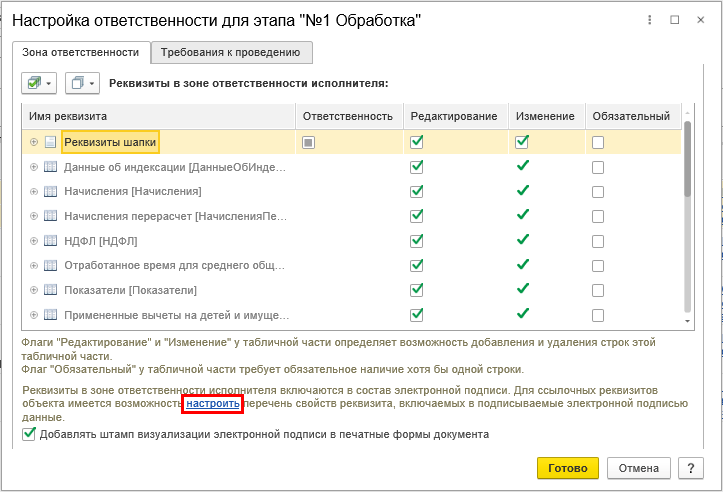 Настройка ответственности для этапа "№1 Обработка"
Зона ответственности
Требования к проведению
Реквизиты в зоне ответственности исполнителя:
Имя реквизита Ответственность Редактирование Изменение Обязательный
Реквизиты шапки
Данные об индексации [ДанныеОбИнде...
Начисления [Начисления]
Начисления перерасчет [НачисленияПе...
НДФЛ [НДФЛ]
Отработанное время для среднего общ...
Показатели [Показатели]
Примененные вычеты на детей и имуще...
Флаги "Редактирование" и "Изменение" у табличной части определяет возможность добавления и удаления строк этой
табличной части.
Флаг "Обязательный" у табличной части требует обязательное наличие хотя бы одной строки.
Реквизиты в зоне ответственности исполнителя включаются в состав электронной подписи. Для ссылочных реквизитов
объекта имеется возможность настроить перечень свойств реквизита, включаемых в подписываемые электронной подписью
данные.
Добавлять штамп визуализации электронной подписи в печатные формы документа
Готово Отмена ?